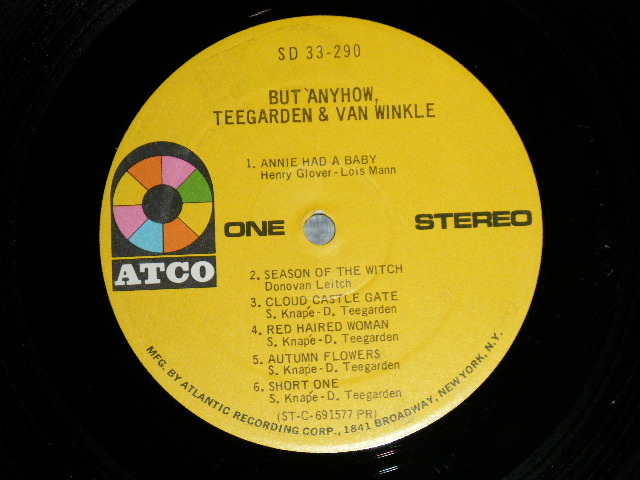 SD 33-290
BUT ANYHOW,
TEEGARDEN & VAN WINKLE
1. ANNIE HAD A BABY
Henry Glover - Lois Mann
ATCO
ONE
STEREO
2. SEASON OF THE WITCH
Donovan Leitch
3. CLOUD CASTLE GATE
S. Knape - D. Teegarden
4. RED HAIRED WOMAN
S. Knape - D. Teegarden
5. AUTUMN FLOWERS
S. Knape - D. Teegarden
6. SHORT ONE
S. Knape - D. Teegarden
(ST-C-691577 PR)
MFG. BY ATLANTIC RECORDING CORP., 1841 BROADWAY, NEW YORK, N.Y.